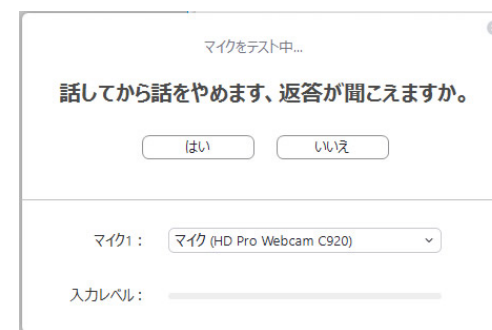 マイクをテスト中...
話してから話をやめます、返答が聞こえますか。
はい いいえ
マイク1： マイク (HD Pro Webcam C920)
入力レベル：